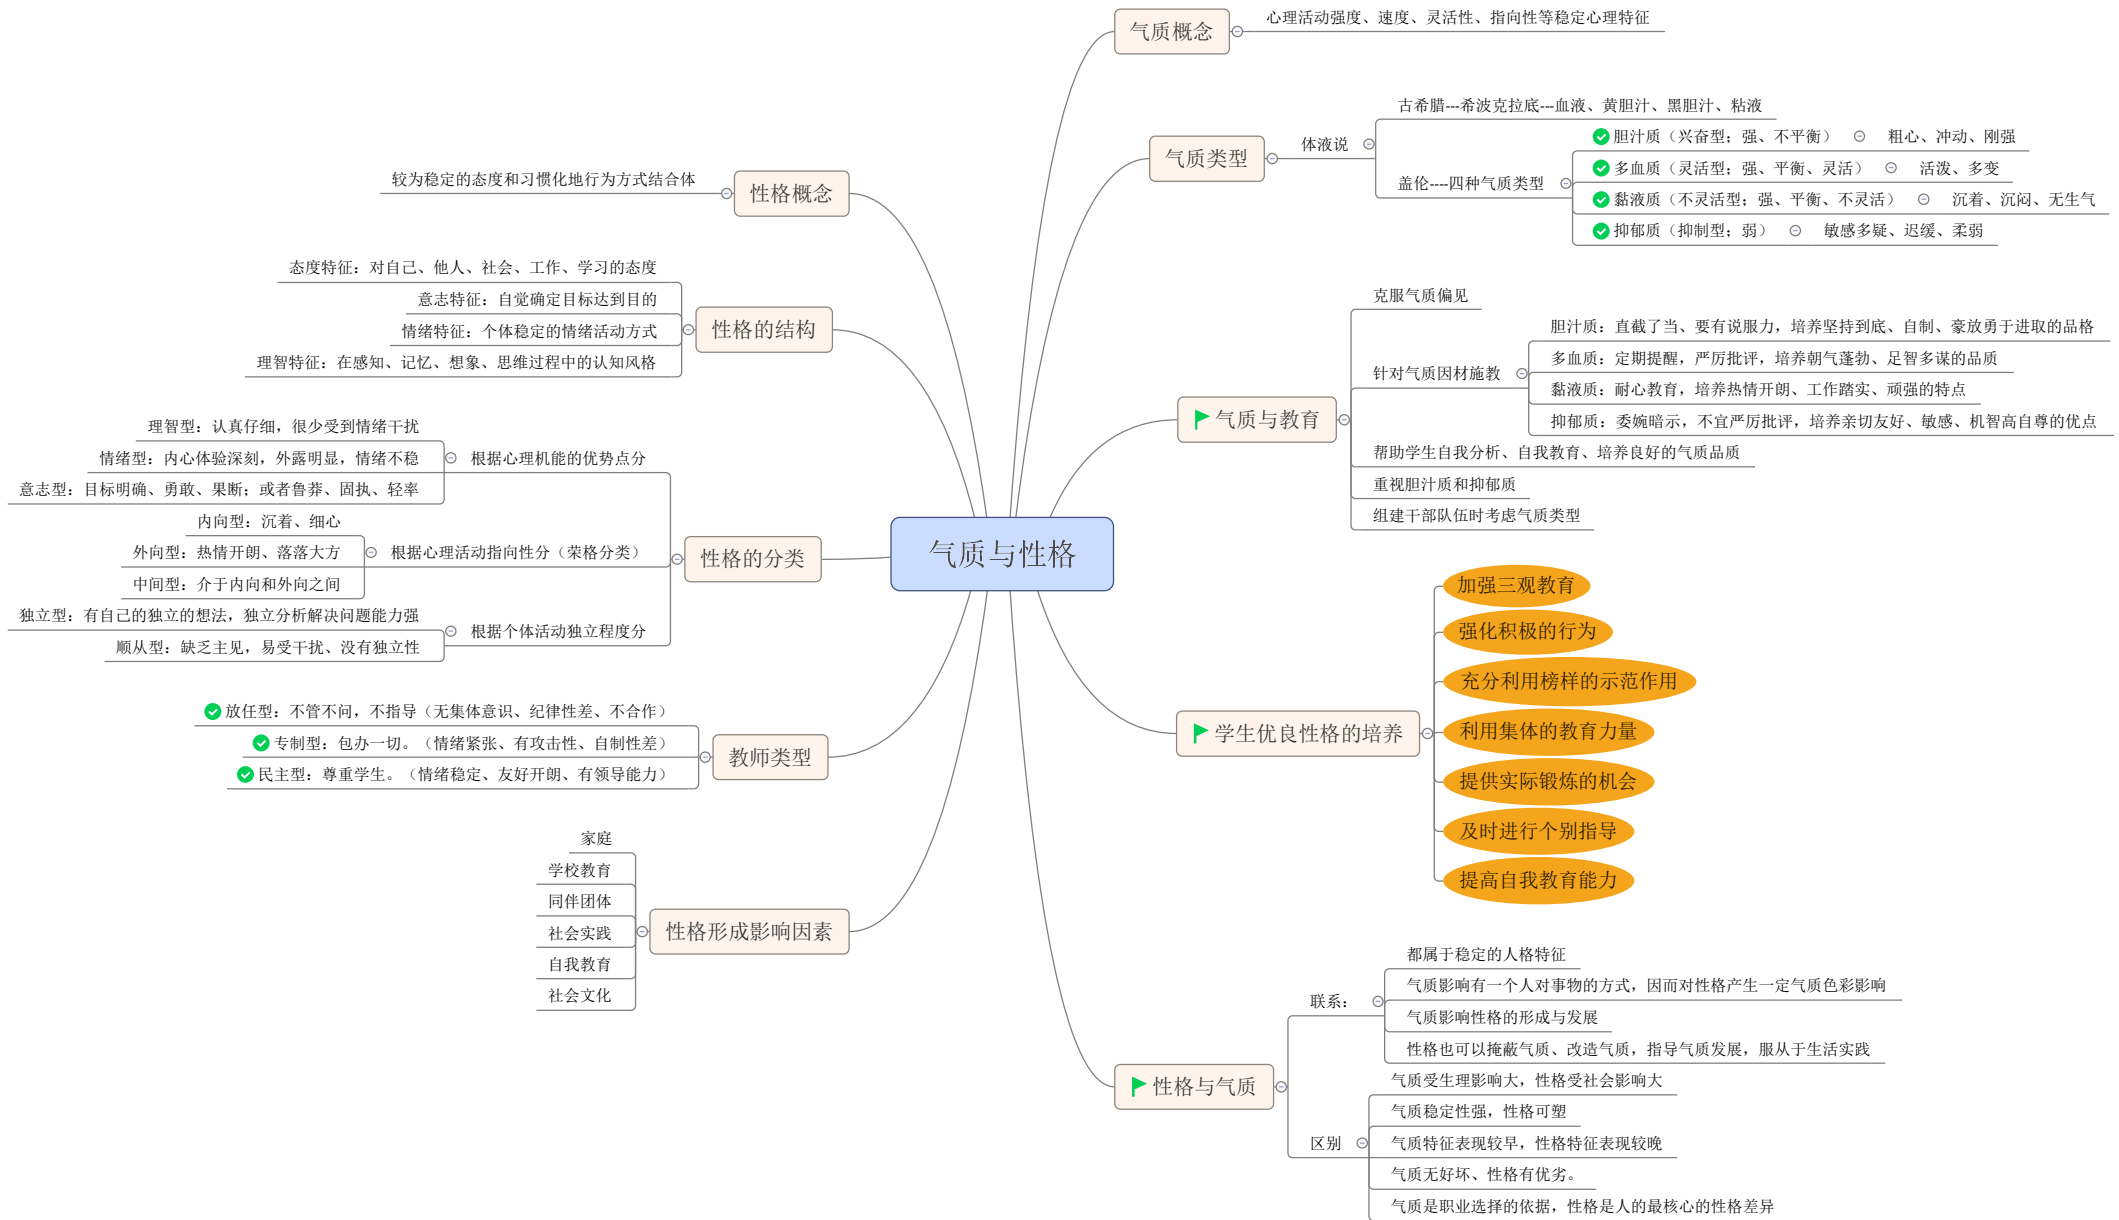 气质与性格
气质概念
心理活动强度、速度、灵活性、指向性等稳定心理特征
气质类型
体液说
古希腊---希波克拉底---血液、黄胆汁、黑胆汁、粘液
盖伦----四种气质类型
胆汁质（兴奋型；强、不平衡）
粗心、冲动、刚强
多血质（灵活型；强、平衡、灵活）
活泼、多变
黏液质（不灵活型；强、平衡、不灵活）
沉着、沉闷、无生气
抑郁质（抑制型；弱）
敏感多疑、迟缓、柔弱
气质与教育
克服气质偏见
针对气质因材施教
胆汁质：直截了当、要有说服力，培养坚持到底、自制、豪放勇于进取的品格
多血质：定期提醒，严厉批评，培养朝气蓬勃、足智多谋的品质
黏液质：耐心教育，培养热情开朗、工作踏实、顽强的特点
抑郁质：委婉暗示，不宜严厉批评，培养亲切友好、敏感、机智高自尊的优点
帮助学生自我分析、自我教育、培养良好的气质品质
重视胆汁质和抑郁质
组建干部队伍时考虑气质类型
学生优良性格的培养
加强三观教育
强化积极的行为
充分利用榜样的示范作用
利用集体的教育力量
提供实际锻炼的机会
及时进行个别指导
提高自我教育能力
性格与气质
联系：
都属于稳定的人格特征
气质影响有一个人对事物的方式，因而对性格产生一定气质色彩影响
气质影响性格的形成与发展
性格也可以掩蔽气质、改造气质，指导气质发展，服从于生活实践
区别
气质受生理影响大，性格受社会影响大
气质稳定性强，性格可塑
气质特征表现较早，性格特征表现较晚
气质无好坏、性格有优劣。
气质是职业选择的依据，性格是人的最核心的性格差异
性格概念
较为稳定的态度和习惯化地行为方式结合体
性格的结构
态度特征：对自己、他人、社会、工作、学习的态度
意志特征：自觉确定目标达到目的
情绪特征：个体稳定的情绪活动方式
理智特征：在感知、记忆、想象、思维过程中的认知风格
性格的分类
根据心理机能的优势点分
理智型：认真仔细，很少受到情绪干扰
情绪型：内心体验深刻，外露明显，情绪不稳
意志型：目标明确、勇敢、果断；或者鲁莽、固执、轻率
根据心理活动指向性分（荣格分类）
内向型：沉着、细心
外向型：热情开朗、落落大方
中间型：介于内向和外向之间
根据个体活动独立程度分
独立型：有自己的独立的想法，独立分析解决问题能力强
顺从型：缺乏主见，易受干扰、没有独立性
教师类型
放任型：不管不问，不指导（无集体意识、纪律性差、不合作）
专制型：包办一切。（情绪紧张、有攻击性、自制性差）
民主型：尊重学生。（情绪稳定、友好开朗、有领导能力）
性格形成影响因素
家庭
学校教育
同伴团体
社会实践
自我教育
社会文化